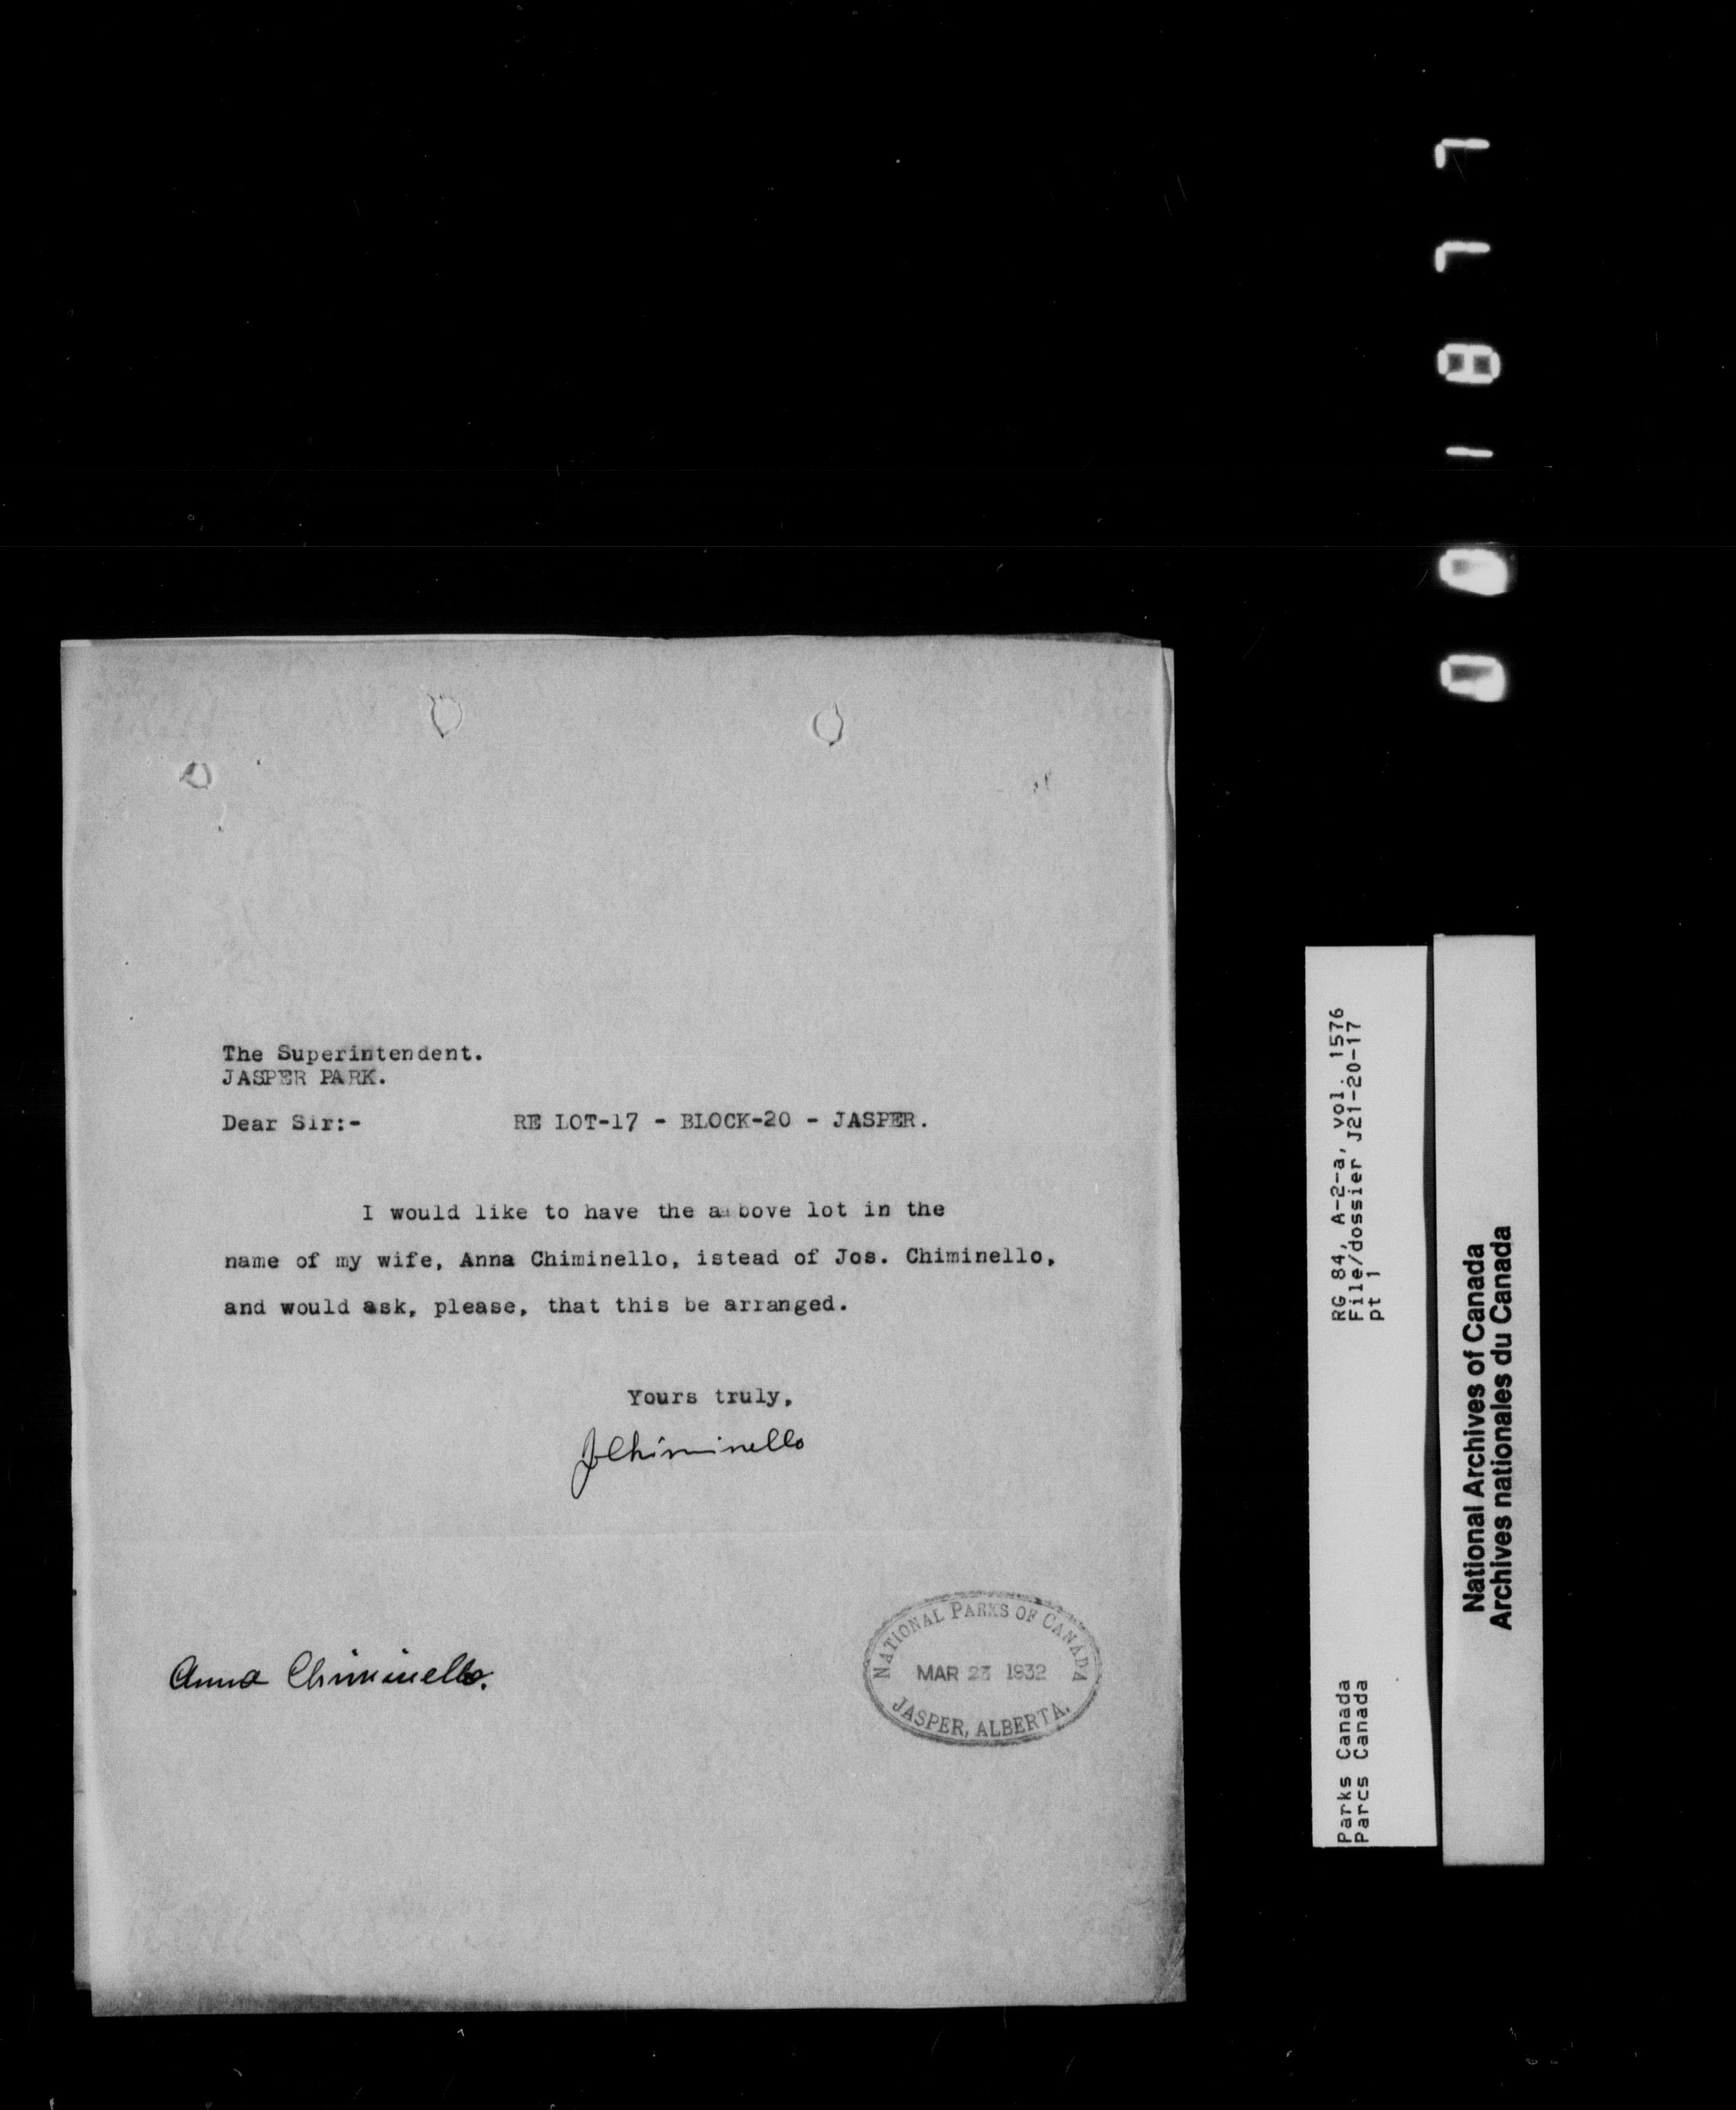 The Superintendent.
JASPER PARK.
Dear Sir:-
RE LOT-17 - BLOCK-20 - JASPER.
I would like to have the a bove lot in the
name of my wife, Anna Chiminello, istead of Jos. Chiminello,
and would ask, please, that this be arranged.
Yours truly,
J Chiminello
Anna Chiminello.
NATIONAL PARKS OF CANADA
MAR 23 1932
JASPER, ALBERTA.
RG 84, A-2-a, vol. 1576
File/dossier J21-20-17
pt 1
Parks Canada
Parcs Canada
National Archives of Canada
Archives nationales du Canada